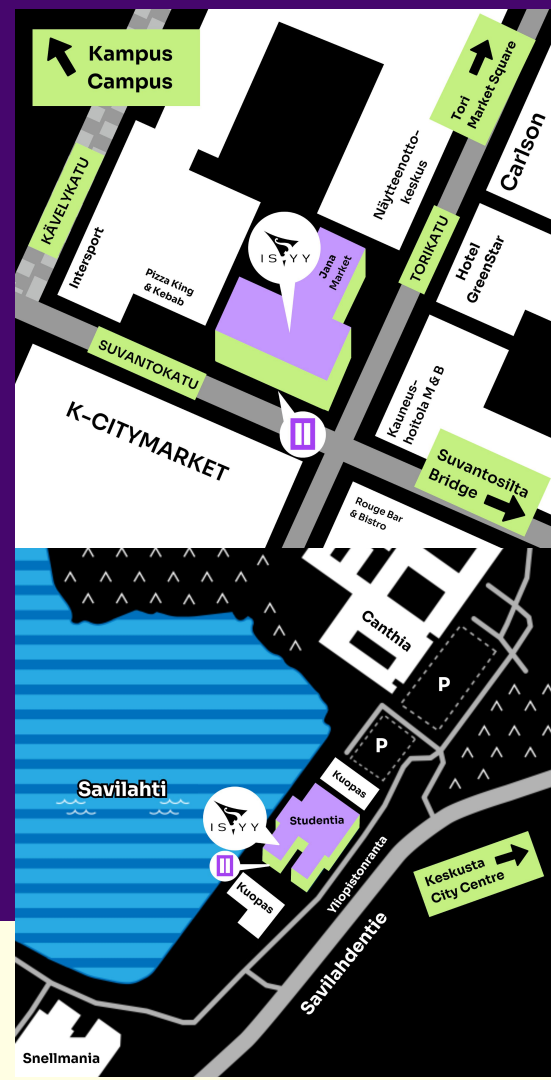 Kampus
Campus
Tori
Market Square
Carlson
Näytteenotto-
keskus
KÄVELYKATU
TORIKATU
Intersport
Hotel
GreenStar
ISYY
Jana
Market
Pizza King
& Kebab
SUVANTOKATU
Kauneus-
hoitola M & B
K-CITYMARKET
Suvantosilta
Bridge
Rouge Bar
& Bistro
Canthia
P
P
Kuopas
Savilahti
ISYY
Studentia
Kuopas
Yliopistonranta
Keskusta
City Centre
Savilahdentie
Snellmania